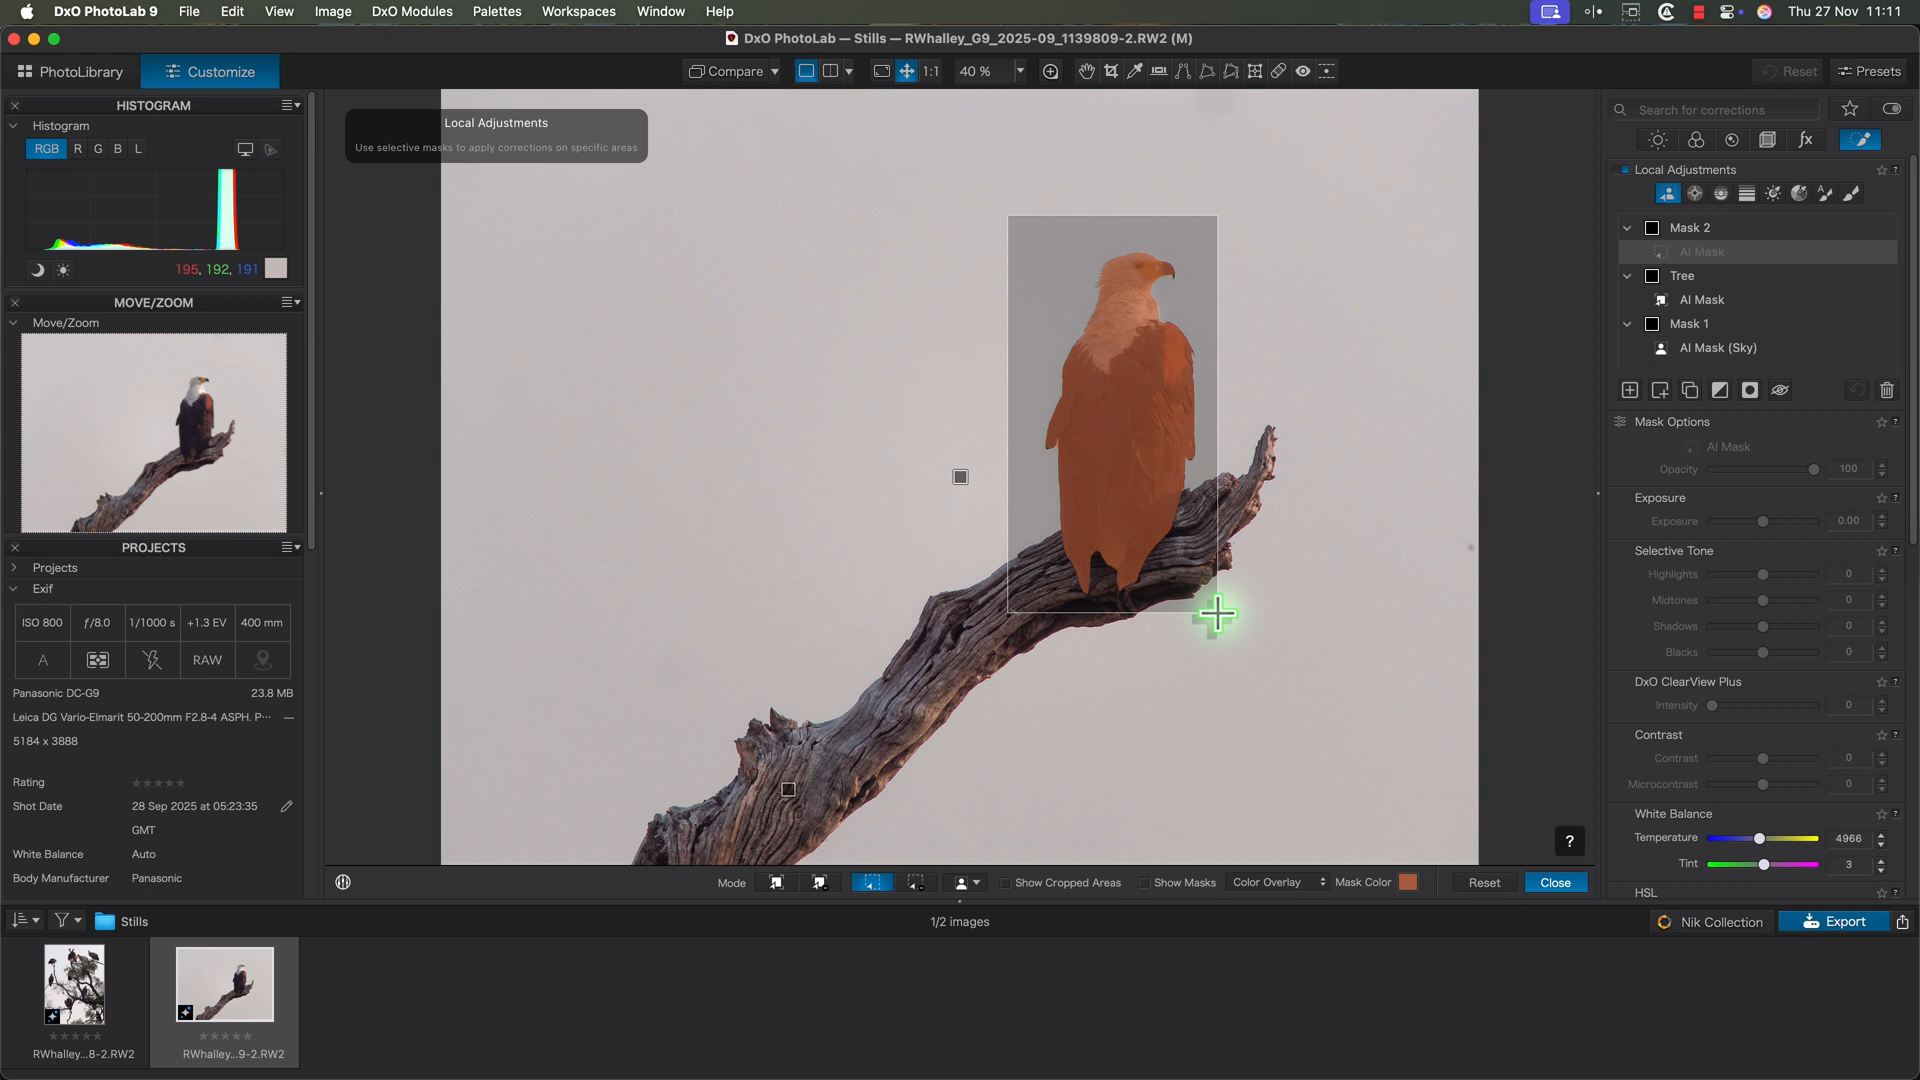 DxO PhotoLab 9 File Edit View Image DxO Modules Palettes Workspaces Window Help Thu 27 Nov 11:11
DxO PhotoLab — Stills — RWhalley_G9_2025-09_1139809-2.RW2 (M)
PhotoLibrary Customize Compare 1:1 40 % Reset Presets
HISTOGRAM
Histogram
RGB R G B L
195, 192, 191
MOVE/ZOOM
Move/Zoom
PROJECTS
Projects
Exif
ISO 800 ƒ/8.0 1/1000 s +1.3 EV 400 mm
A RAW
Panasonic DC-G9 23.8 MB
Leica DG Vario-Elmarit 50-200mm F2.8-4 ASPH. P···
5184 x 3888
Rating
Shot Date 28 Sep 2025 at 05:23:35
GMT
White Balance Auto
Body Manufacturer Panasonic
Local Adjustments
Use selective masks to apply corrections on specific areas
?
Mode Show Cropped Areas Show Masks Color Overlay Mask Color Reset Close
Search for corrections
fx
Local Adjustments ?
Mask 2
AI Mask
Tree
AI Mask
Mask 1
AI Mask (Sky)
Mask Options ?
AI Mask
Opacity 100
Exposure ?
Exposure 0.00
Selective Tone ?
Highlights 0
Midtones 0
Shadows 0
Blacks 0
DxO ClearView Plus ?
Intensity 0
Contrast ?
Contrast 0
Microcontrast 0
White Balance ?
Temperature 4966
Tint 3
HSL ?
Stills 1/2 images Nik Collection Export
RWhalley...8-2.RW2 RWhalley...9-2.RW2